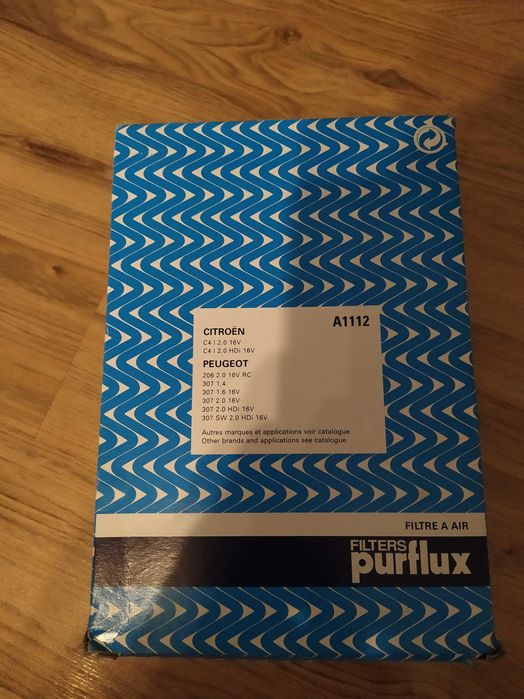 A1112
CITROËN
C4 I 2.0 16V
C4 I 2.0 HDi 16V
PEUGEOT
206 2.0 16V RC
307 1.4
307 1.6 16V
307 2.0 16V
307 2.0 HDi 16V
307 SW 2.0 HDi 16V
Autres marques et applications voir catalogue
Other brands and applications see catalogue
FILTRE A AIR
FILTERS
purflux